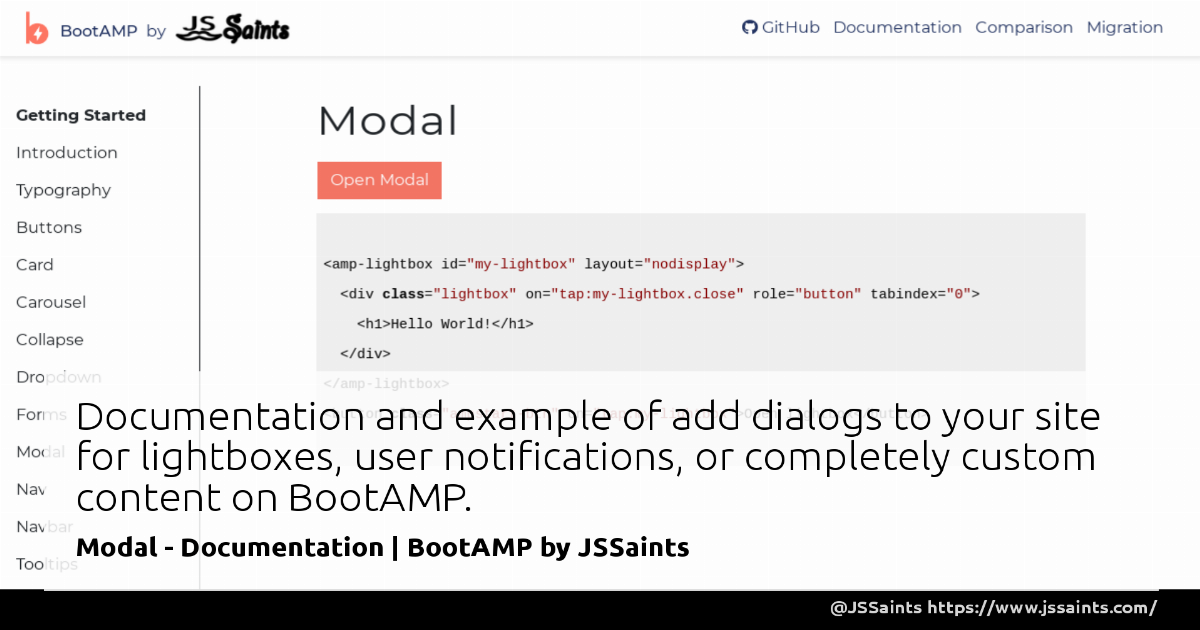 BootAMP by JSSaints
GitHub Documentation Comparison Migration
Getting Started
Introduction
Typography
Buttons
Card
Carousel
Collapse
Dropdown
Forms
Modal
Nav
Navbar
Tooltips
Modal
Open Modal
<amp-lightbox id="my-lightbox" layout="nodisplay">
<div class="lightbox" on="tap:my-lightbox.close" role="button" tabindex="0">
<h1>Hello World!</h1>
</div>
</amp-lightbox>
Documentation and example of add dialogs to your site
for lightboxes, user notifications, or completely custom
content on BootAMP.
Modal - Documentation | BootAMP by JSSaints
@JSSaints https://www.jssaints.com/